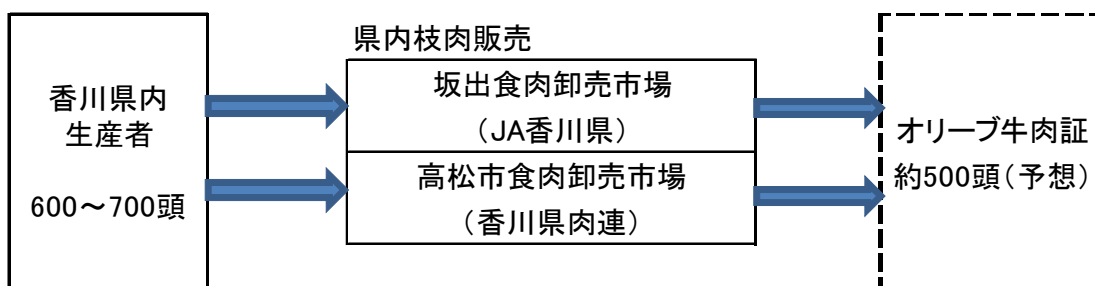 香川県内
生産者
600～700頭
県内枝肉販売
坂出食肉卸売市場
（JA香川県）
高松市食肉卸売市場
（香川県肉連）
オリーブ牛肉証
約500頭（予想）